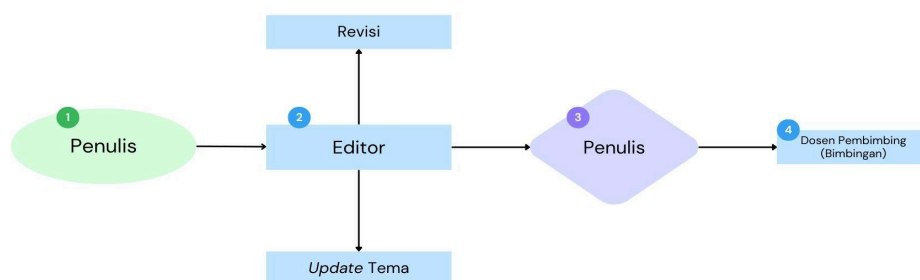 Revisi
1
Penulis
2
Editor
3
Penulis
4
Dosen Pembimbing
(Bimbingan)
Update Tema